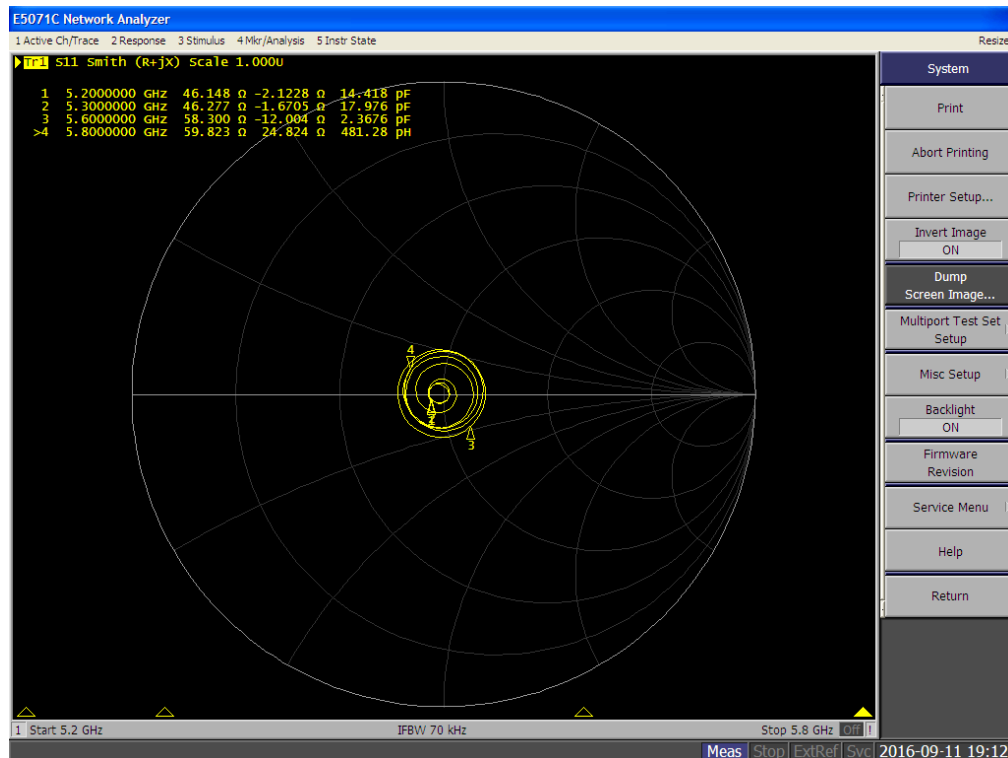 E5071C Network Analyzer
1 Active Ch/Trace 2 Response 3 Stimulus 4 Mkr/Analysis 5 Instr State Resize
Tr1 S11 Smith (R+jX) Scale 1.000U
1 5.2000000 GHz 46.148 Ω -2.1228 Ω 14.418 pF
2 5.3000000 GHz 46.277 Ω -1.6705 Ω 17.976 pF
3 5.6000000 GHz 58.300 Ω -12.004 Ω 2.3676 pF
>4 5.8000000 GHz 59.823 Ω 24.824 Ω 481.28 pH
4
3
System
Print
Abort Printing
Printer Setup...
Invert Image
ON
Dump
Screen Image...
Multiport Test Set
Setup
Misc Setup
Backlight
ON
Firmware
Revision
Service Menu
Help
Return
1 Start 5.2 GHz IFBW 70 kHz Stop 5.8 GHz Off !
Meas Stop ExtRef Svc 2016-09-11 19:12